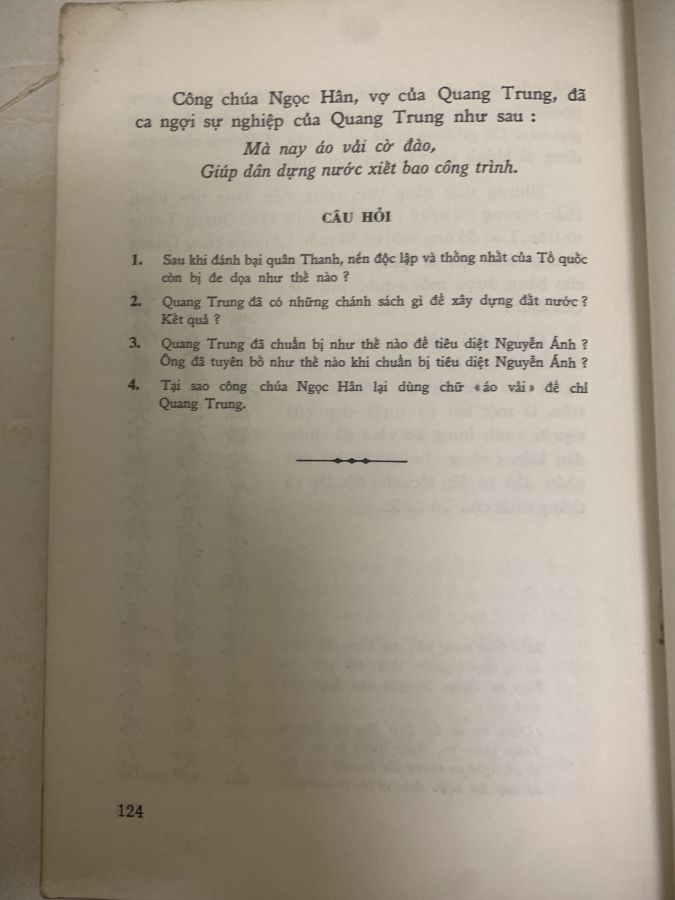 Công chúa Ngọc Hân, vợ của Quang Trung, đã
ca ngợi sự nghiệp của Quang Trung như sau :
Mà nay áo vải cờ đào,
Giúp dân dựng nước xiết bao công trình.
CÂU HỎI
1. Sau khi đánh bại quân Thanh, nền độc lập và thống nhất của Tổ quốc
còn bị đe dọa như thế nào ?
2. Quang Trung đã có những chánh sách gì để xây dựng đất nước ?
Kết quả ?
3. Quang Trung đã chuẩn bị như thế nào để tiêu diệt Nguyễn Ánh ?
Ông đã tuyên bố như thế nào khi chuẩn bị tiêu diệt Nguyễn Ánh ?
4. Tại sao công chúa Ngọc Hân lại dùng chữ «áo vải» để chỉ
Quang Trung.
124